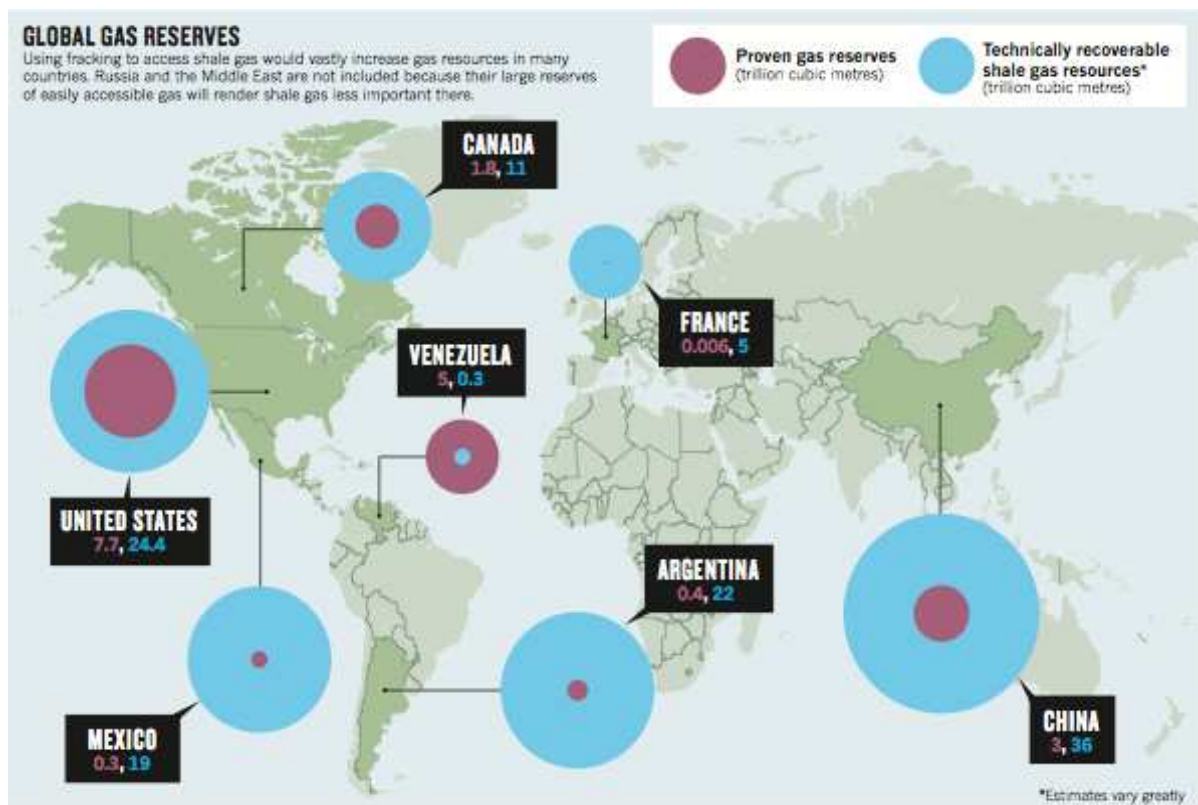 GLOBAL GAS RESERVES
Using fracking to access shale gas would vastly increase gas resources in many
countries. Russia and the Middle East are not included because their large reserves
of easily accessible gas will render shale gas less important there.
Proven gas reserves
(trillion cubic metres)
Technically recoverable
shale gas resources*
(trillion cubic metres)
CANADA
1.8, 11
FRANCE
0.006, 5
VENEZUELA
5, 0.3
UNITED STATES
7.7, 24.4
ARGENTINA
0.4, 22
MEXICO
0.3, 19
CHINA
3, 36
*Estimates vary greatly